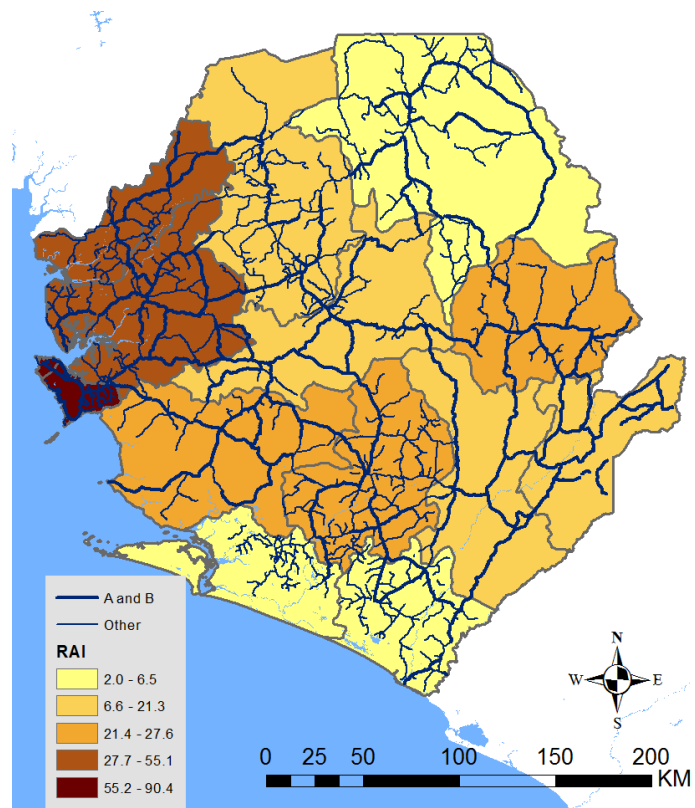 A and B
Other
RAI
2.0 - 6.5
6.6 - 21.3
21.4 - 27.6
27.7 - 55.1
55.2 - 90.4
N
W E
S
0 25 50 100 150 200
KM